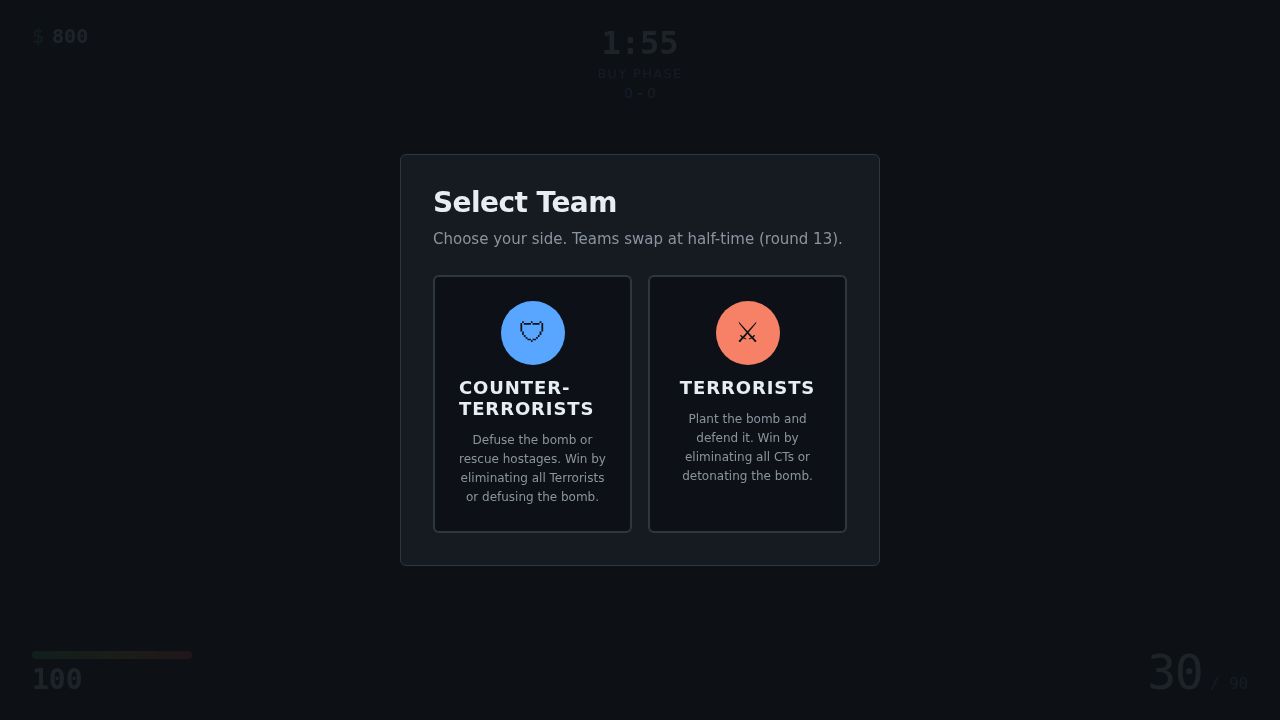 $ 800
1:55
BUY PHASE
0 - 0
Select Team
Choose your side. Teams swap at half-time (round 13).
COUNTER-
TERRORISTS
Defuse the bomb or
rescue hostages. Win by
eliminating all Terrorists
or defusing the bomb.
TERRORISTS
Plant the bomb and
defend it. Win by
eliminating all CTs or
detonating the bomb.
100
30 / 90